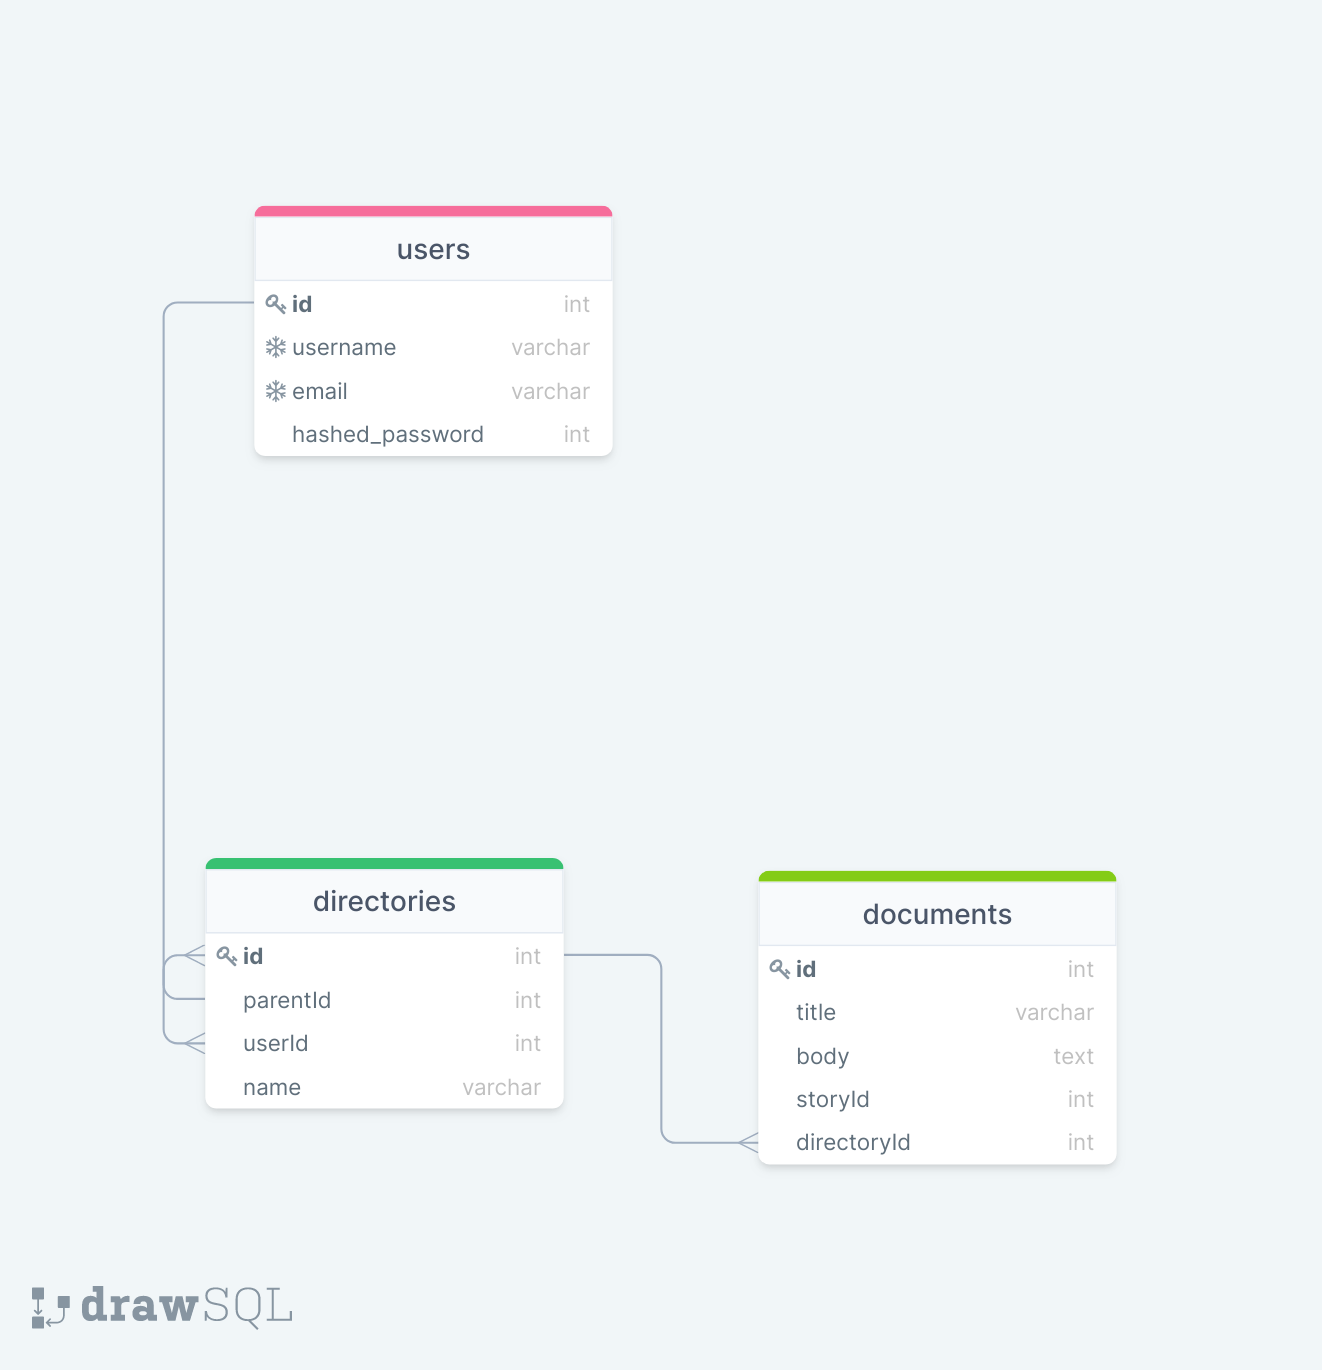 users
id int
username varchar
email varchar
hashed_password int
directories
id int
parentId int
userId int
name varchar
documents
id int
title varchar
body text
storyId int
directoryId int
drawSQL